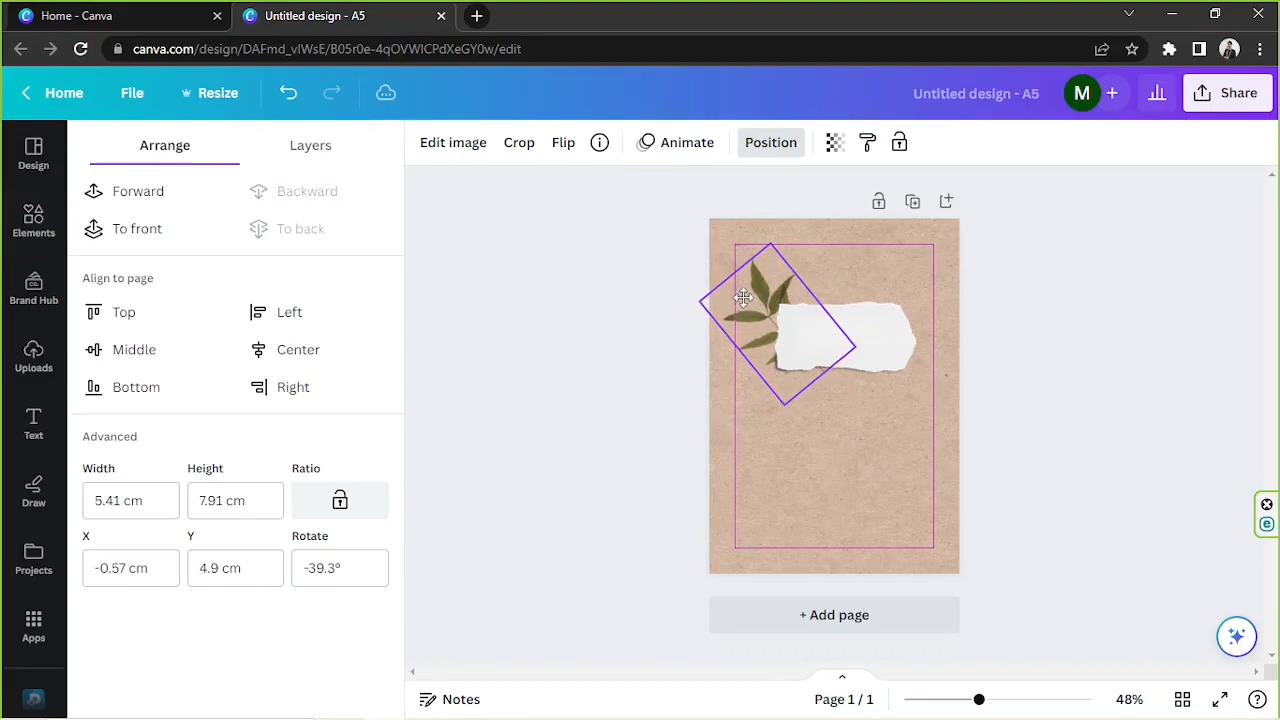 Home - Canva
Untitled design - A5
canva.com/design/DAFmd_vIWsE/B05r0e-4qOVWICPdXeGY0w/edit
Home
File
Resize
Untitled design - A5
M
Share
Design
Elements
Brand Hub
Uploads
Text
Draw
Projects
Apps
Arrange
Layers
Forward
Backward
To front
To back
Align to page
Top
Left
Middle
Center
Bottom
Right
Advanced
Width
Height
Ratio
5.41 cm
7.91 cm
X
Y
Rotate
-0.57 cm
4.9 cm
-39.3°
Edit image
Crop
Flip
Animate
Position
+ Add page
Notes
Page 1 / 1
48%